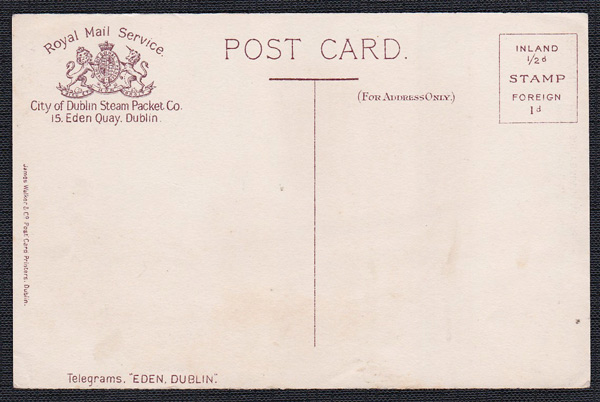 Royal Mail Service.
City of Dublin Steam Packet Co.
15. Eden Quay. Dublin.
POST CARD.
(FOR ADDRESS ONLY.)
INLAND
1/2d
STAMP
FOREIGN
1d
James Walker & Co Post Card Printers, Dublin.
Telegrams, "EDEN, DUBLIN".